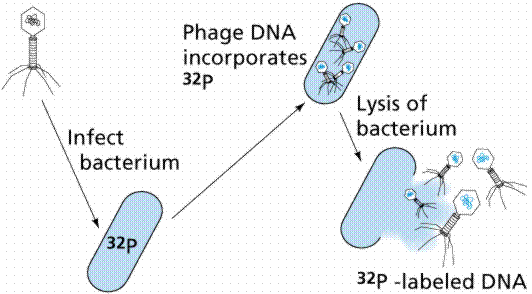 Phage DNA
incorporates
32P
Infect
bacterium
32P
Lysis of
bacterium
32P -labeled DNA